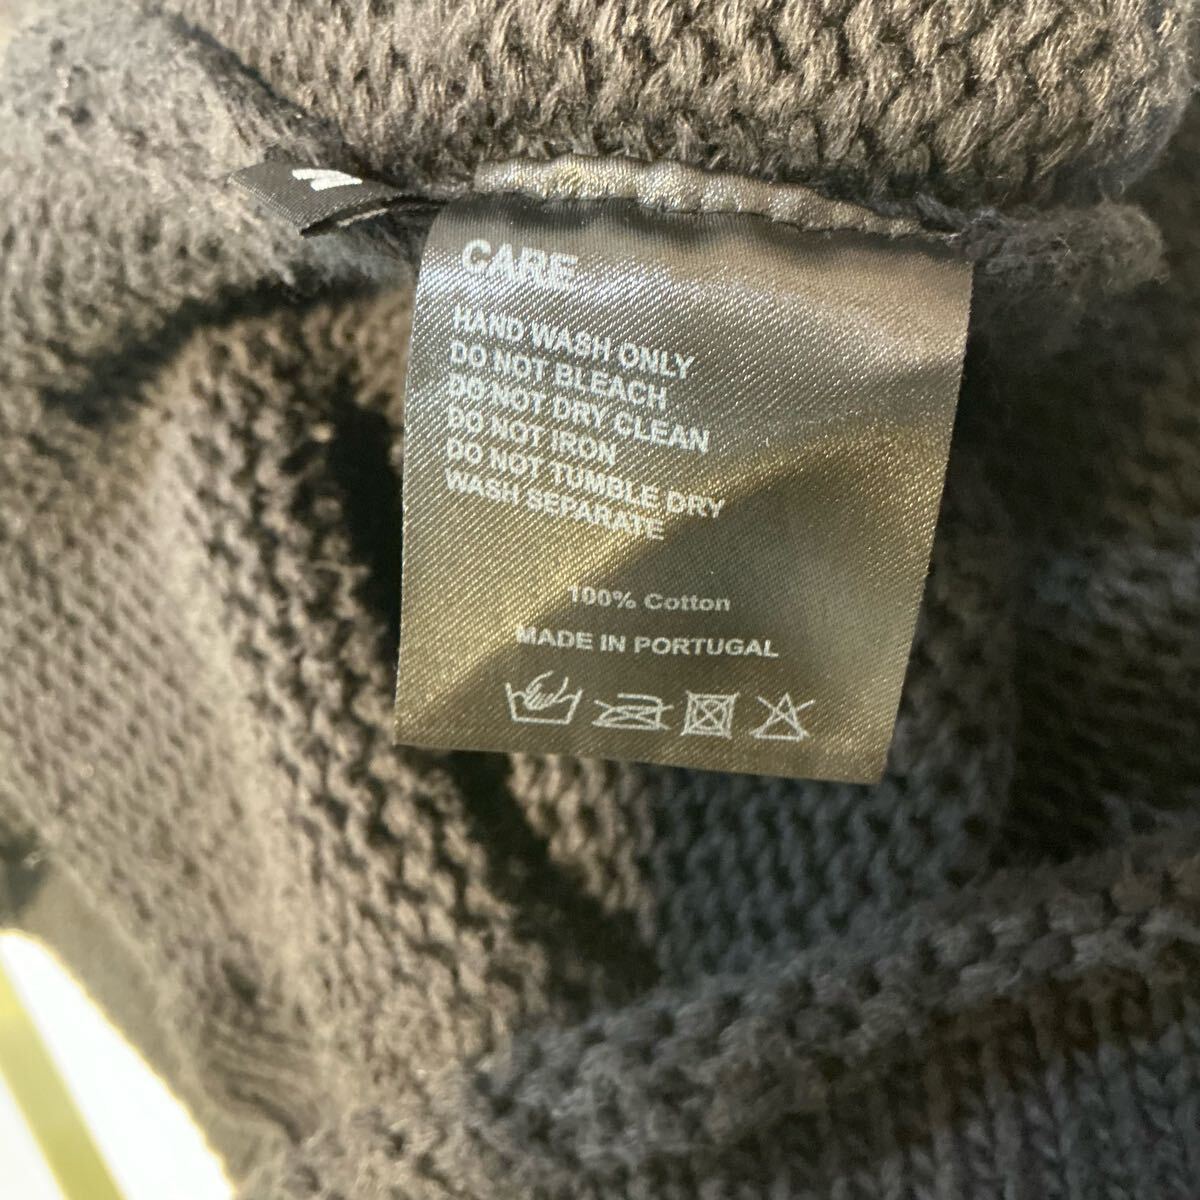 CARE
HAND WASH ONLY
DO NOT BLEACH
DO NOT DRY CLEAN
DO NOT IRON
DO NOT TUMBLE DRY
WASH SEPARATE
100% Cotton
MADE IN PORTUGAL